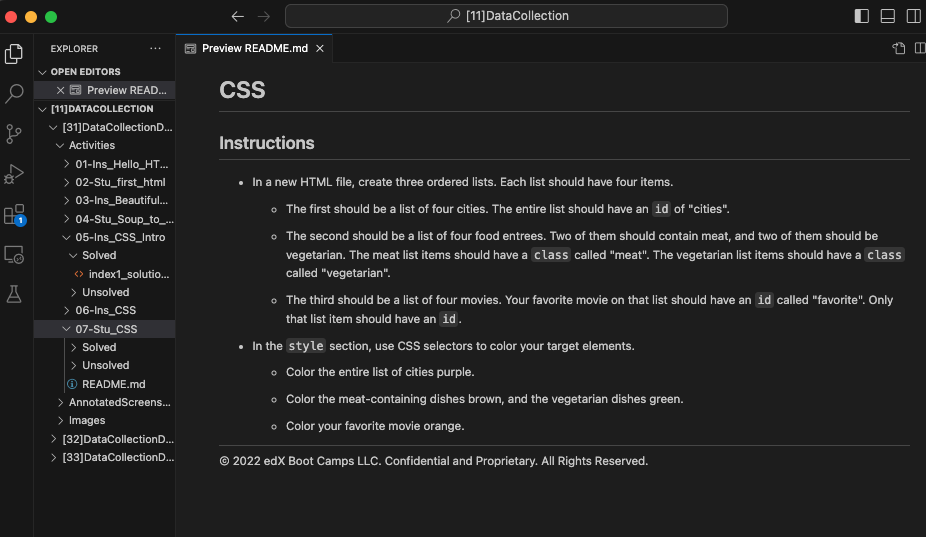 [11]DataCollection
EXPLORER
OPEN EDITORS
Preview READ...
[11]DATACOLLECTION
[31]DataCollectionD...
Activities
01-Ins_Hello_HT...
02-Stu_first_html
03-Ins_Beautiful...
04-Stu_Soup_to_...
05-Ins_CSS_Intro
Solved
index1_solutio...
Unsolved
06-Ins_CSS
07-Stu_CSS
Solved
Unsolved
README.md
AnnotatedScreens...
Images
[32]DataCollectionD...
[33]DataCollectionD...
1
Preview README.md
CSS
Instructions
In a new HTML file, create three ordered lists. Each list should have four items.
The first should be a list of four cities. The entire list should have an id of "cities".
The second should be a list of four food entrees. Two of them should contain meat, and two of them should be
vegetarian. The meat list items should have a class called "meat". The vegetarian list items should have a class
called "vegetarian".
The third should be a list of four movies. Your favorite movie on that list should have an id called "favorite". Only
that list item should have an id.
In the style section, use CSS selectors to color your target elements.
Color the entire list of cities purple.
Color the meat-containing dishes brown, and the vegetarian dishes green.
Color your favorite movie orange.
© 2022 edX Boot Camps LLC. Confidential and Proprietary. All Rights Reserved.